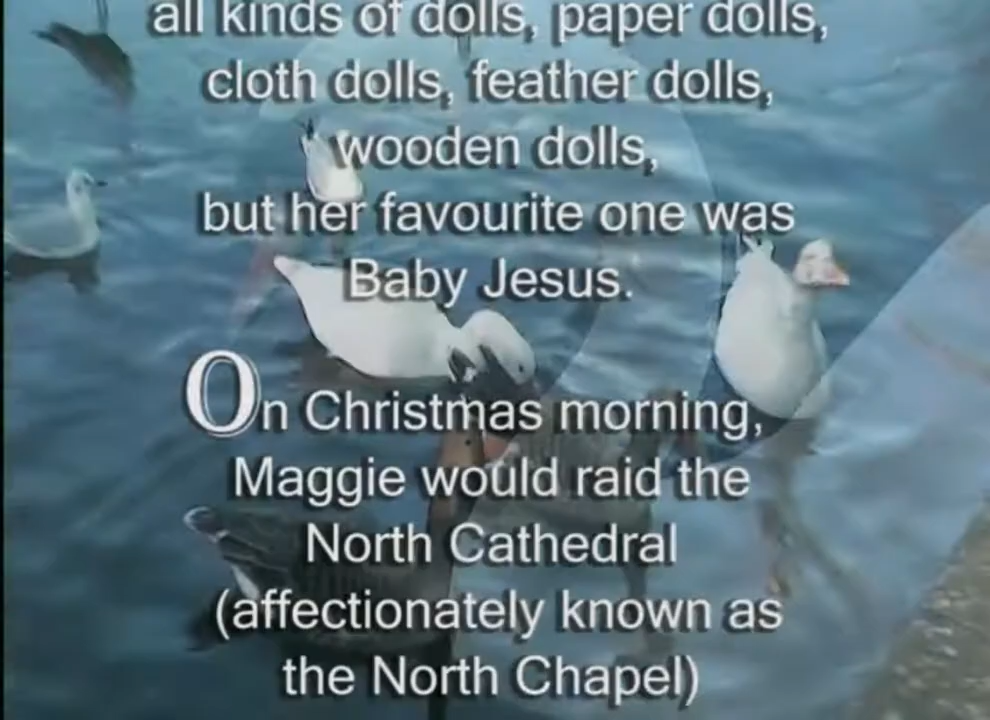 all kinds of dolls, paper dolls,
cloth dolls, feather dolls,
wooden dolls,
but her favourite one was
Baby Jesus.
On Christmas morning,
Maggie would raid the
North Cathedral
(affectionately known as
the North Chapel)